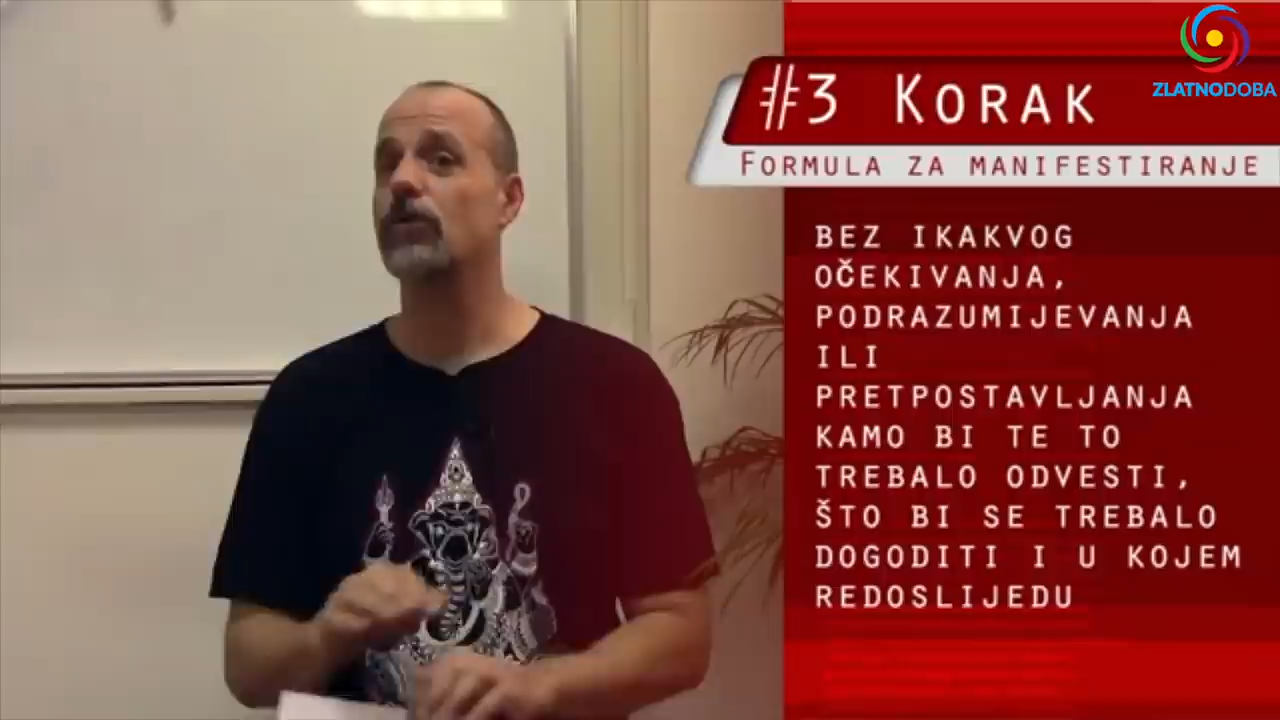 ZLATNODOBA
#3 KORAK
FORMULA ZA MANIFESTIRANJE
BEZ IKAKVOG
OČEKIVANJA,
PODRAZUMIJEVANJA
ILI
PRETPOSTAVLJANJA
KAMO BI TE TO
TREBALO ODVESTI,
ŠTO BI SE TREBALO
DOGODITI I U KOJEM
REDOSLIJEDU